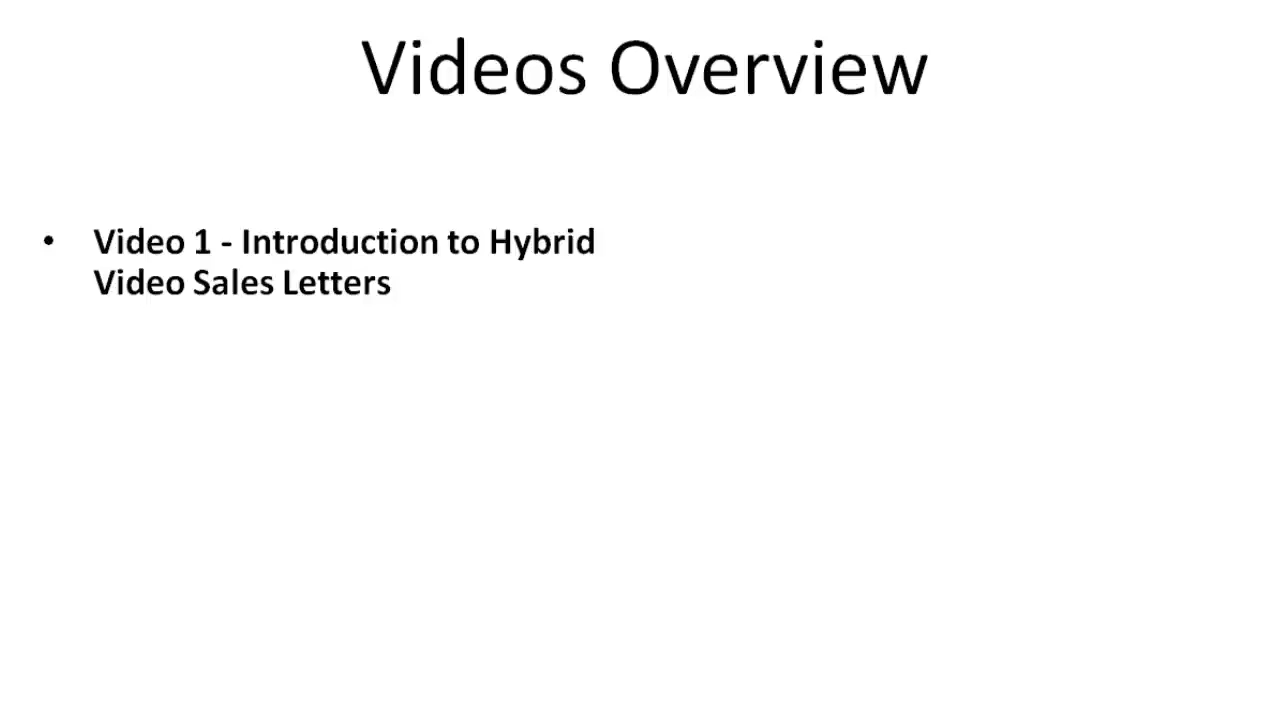 Videos Overview
• Video 1 - Introduction to Hybrid
Video Sales Letters